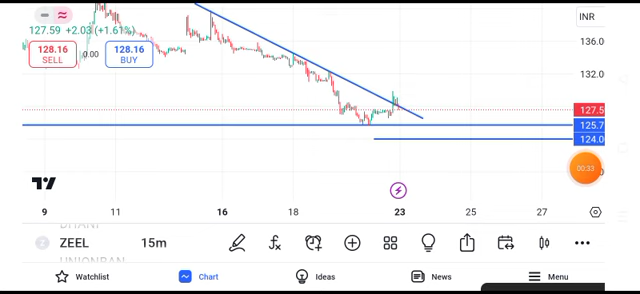 INR
127.59 +2.03 (+1.61%)
136.0
128.16 SELL 0.00 128.16 BUY
132.0
127.5
125.7
124.0
00:33
9 11 16 18 23 25 27
ZEEL 15m
UNIONBAN
Watchlist Chart Ideas News Menu